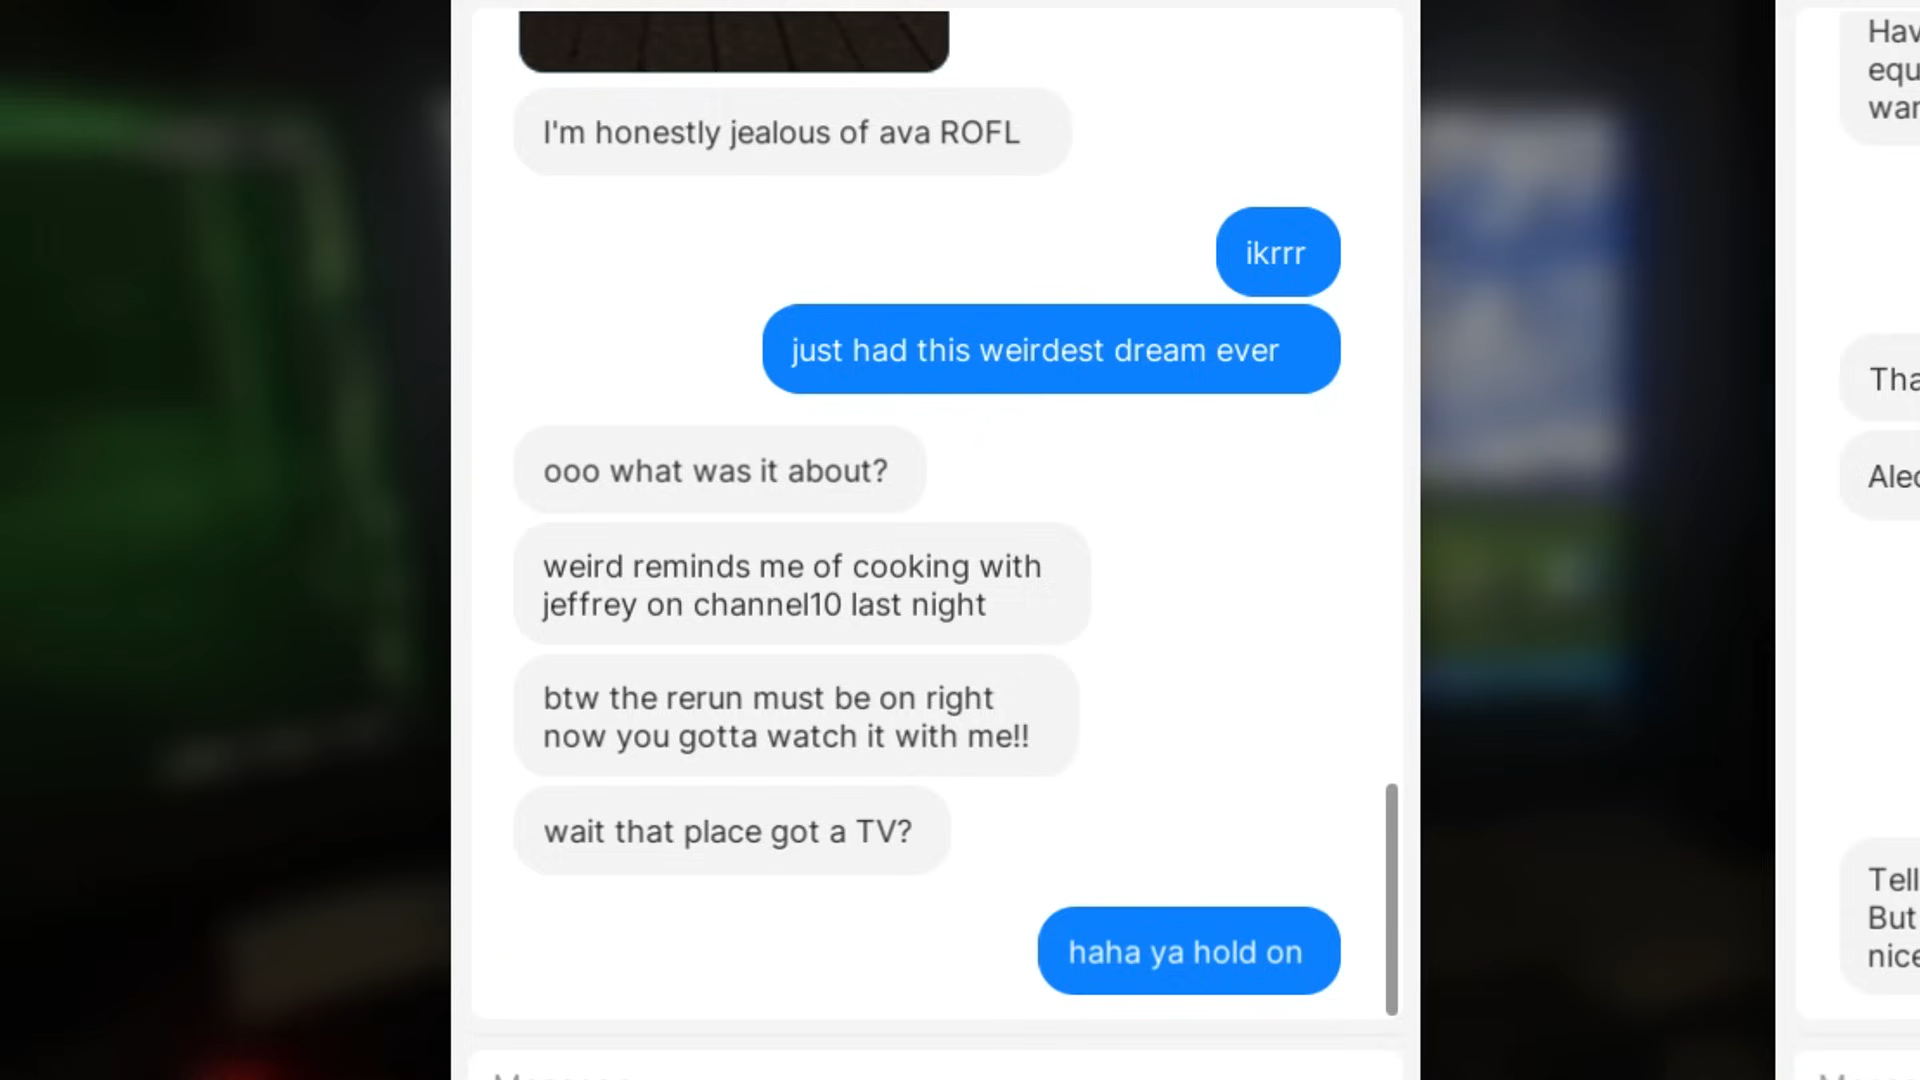 I'm honestly jealous of ava ROFL
ikrrr
just had this weirdest dream ever
ooo what was it about?
weird reminds me of cooking with
jeffrey on channel10 last night
btw the rerun must be on right
now you gotta watch it with me!!
wait that place got a TV?
haha ya hold on
Tell
But